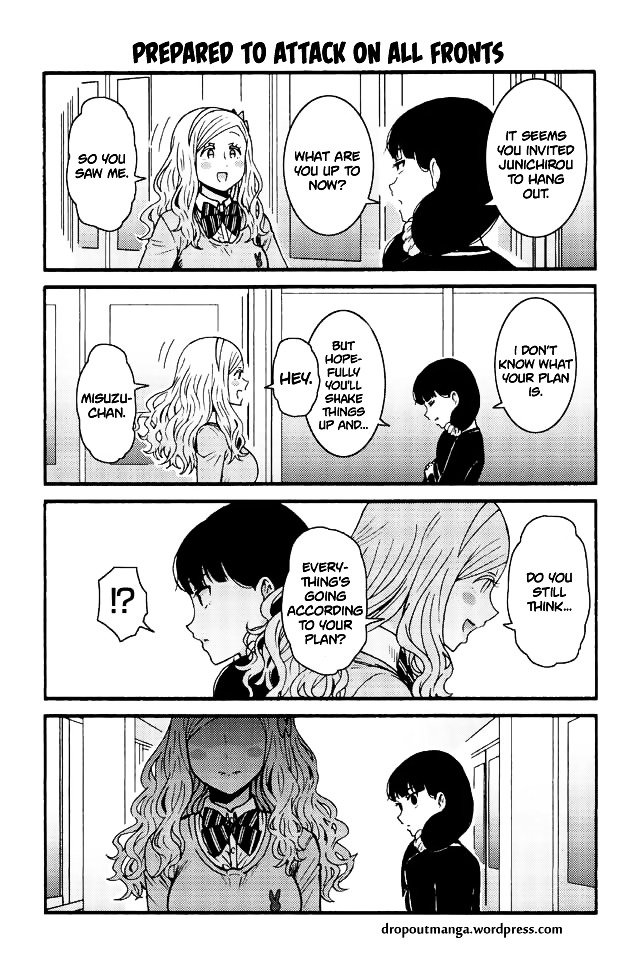 PREPARED TO ATTACK ON ALL FRONTS
IT SEEMS
YOU INVITED
JUNICHIROU
TO HANG
OUT.
WHAT ARE
YOU UP TO
NOW?
SO YOU
SAW ME.
I DON'T
KNOW WHAT
YOUR PLAN
IS.
BUT
HOPE-
FULLY
YOU'LL
SHAKE
THINGS
UP AND...
HEY.
MISUZU-
CHAN.
DO YOU
STILL
THINK...
EVERY-
THING'S
GOING
ACCORDING
TO YOUR
PLAN?
!?
dropoutmanga.wordpress.com